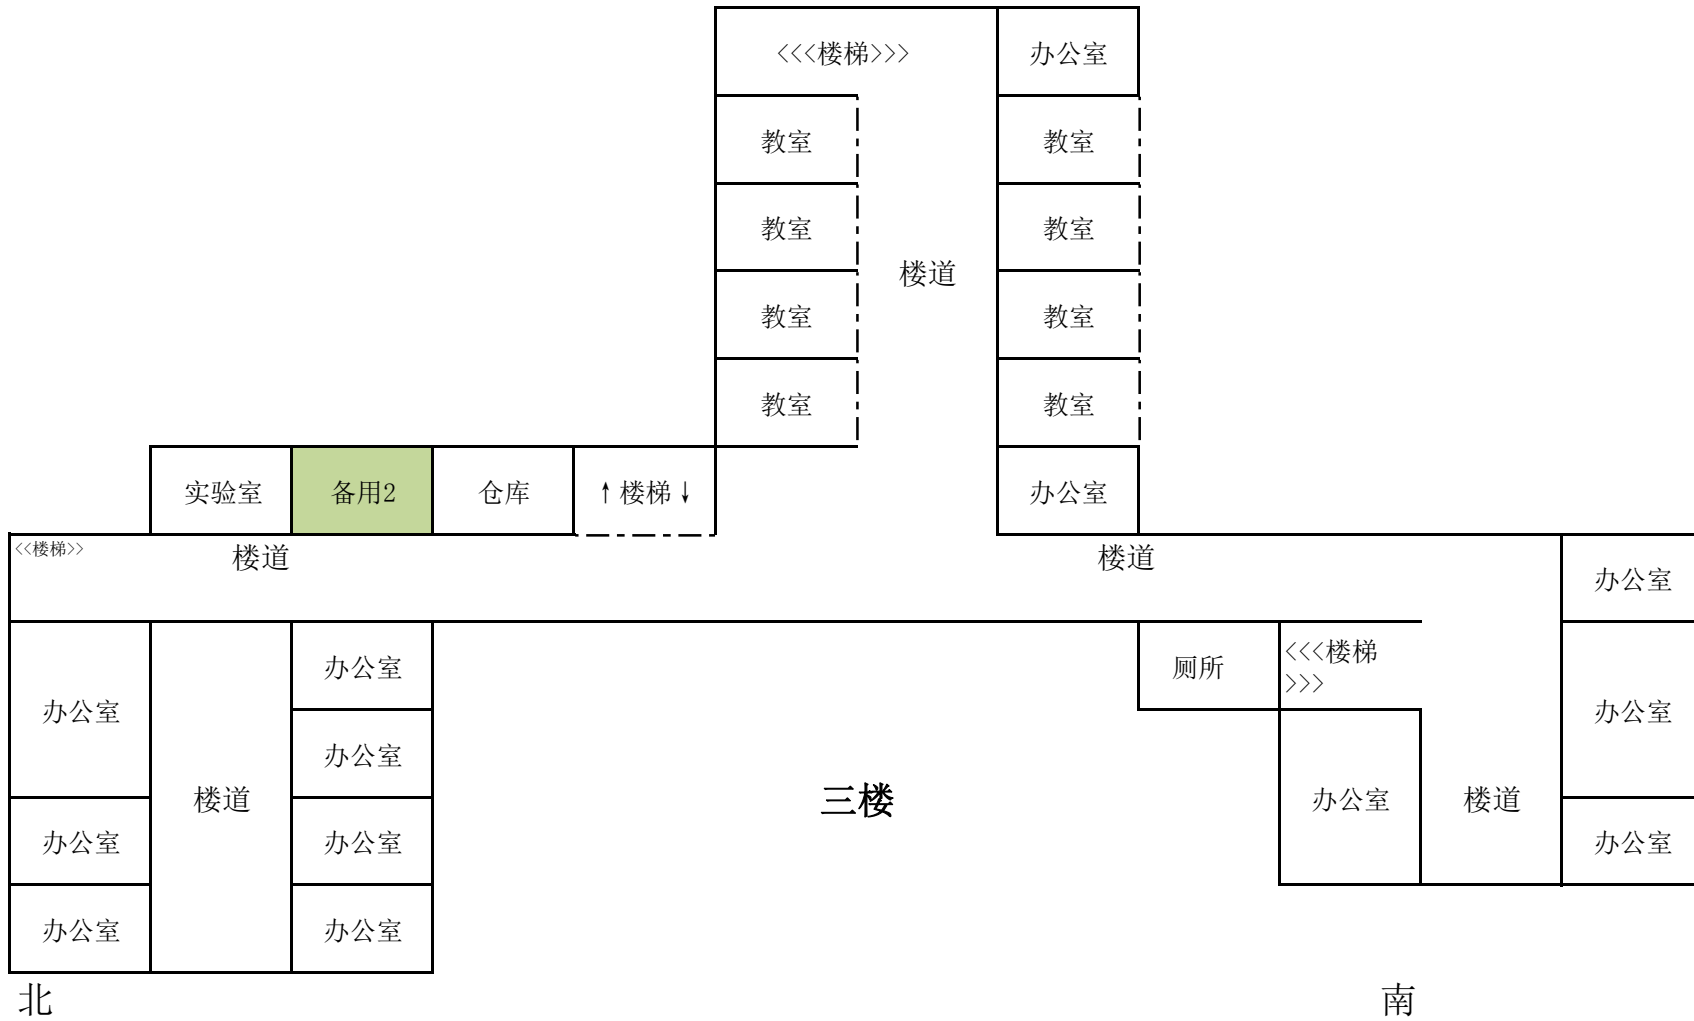 <<<楼梯>>> 办公室
教室 教室
教室 教室
楼道
教室 教室
教室 教室
实验室 备用2 仓库 ↑楼梯↓ 办公室
<<楼梯>> 楼道 楼道
办公室
办公室 厕所 <<<楼梯
>>>
办公室 办公室
办公室
楼道 三楼 办公室 楼道
办公室 办公室 办公室
办公室 办公室
北 南